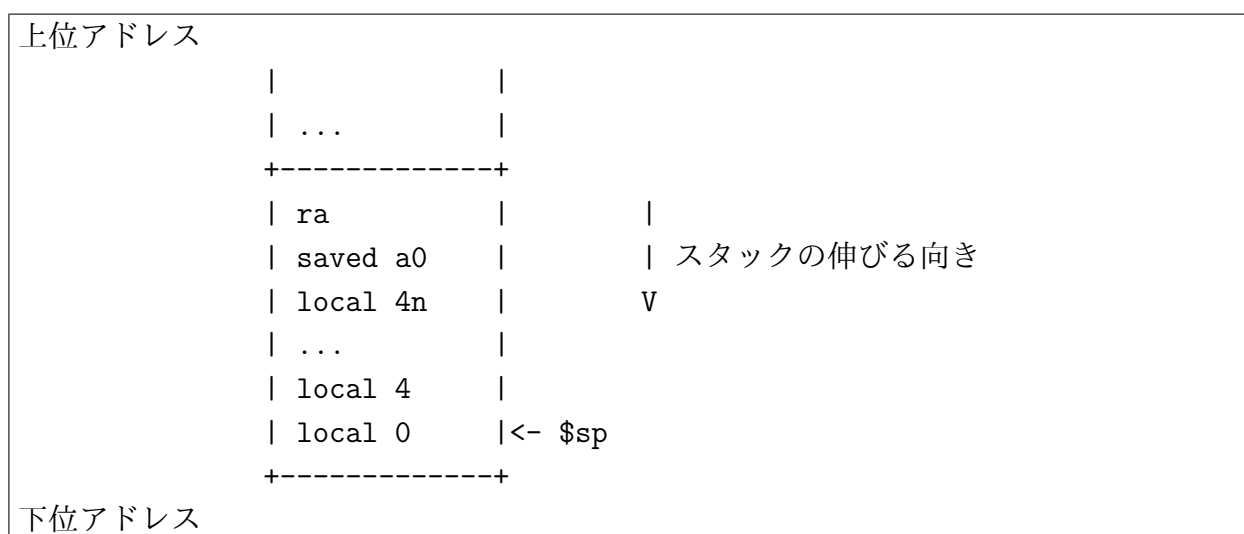 上位アドレス
|             |
| ...         |
+-------------+
| ra          |        |
| saved a0    |        | スタックの伸びる向き
| local 4n    |        V
| ...         |
| local 4     |
| local 0     |<- $sp
+-------------+
下位アドレス